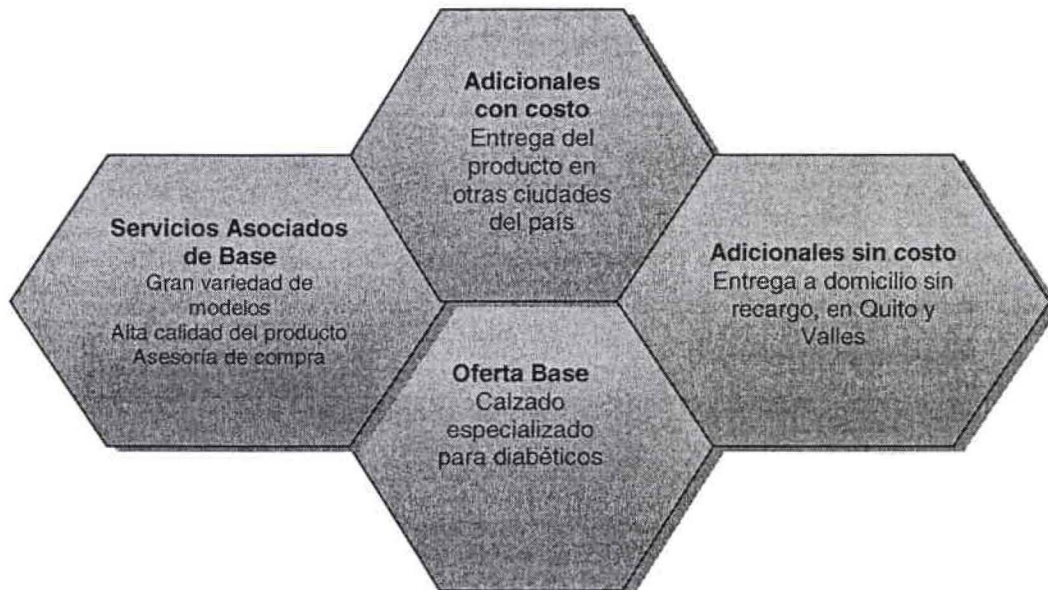 Adicionales
con costo
Entrega del
producto en
otras ciudades
del país
Servicios Asociados
de Base
Gran variedad de
modelos
Alta calidad del producto
Asesoría de compra
Adicionales sin costo
Entrega a domicilio sin
recargo, en Quito y
Valles
Oferta Base
Calzado
especializado
para diabéticos